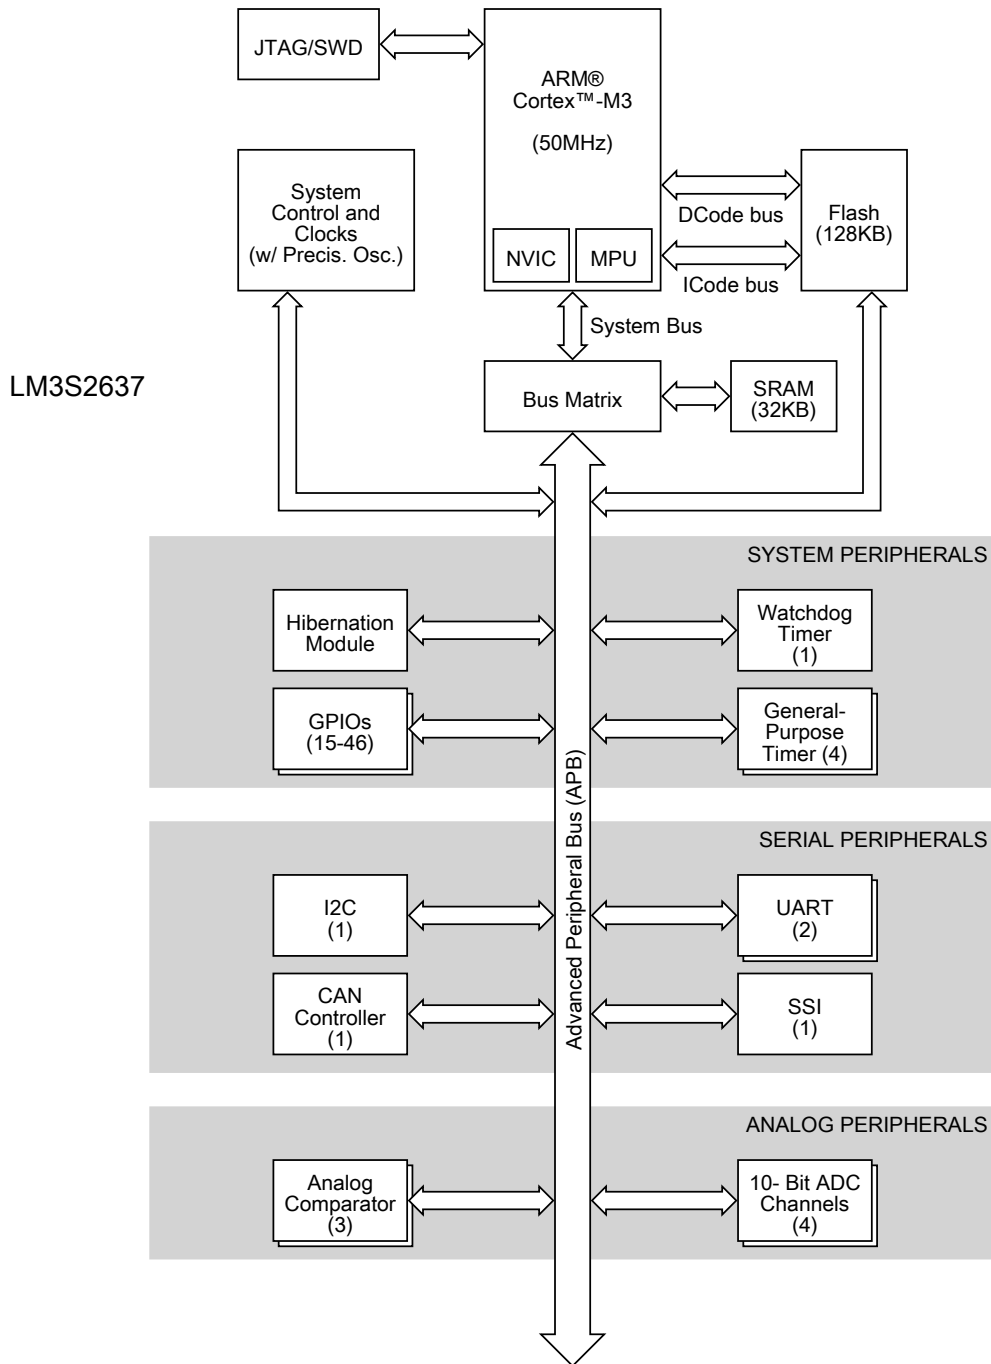 JTAG/SWD
ARM®
Cortex™-M3
(50MHz)
NVIC
MPU
System
Control and
Clocks
(w/ Precis. Osc.)
DCode bus
ICode bus
Flash
(128KB)
System Bus
LM3S2637
Bus Matrix
SRAM
(32KB)
Advanced Peripheral Bus (APB)
SYSTEM PERIPHERALS
Hibernation
Module
Watchdog
Timer
(1)
GPIOs
(15-46)
General-
Purpose
Timer (4)
SERIAL PERIPHERALS
I2C
(1)
UART
(2)
CAN
Controller
(1)
SSI
(1)
ANALOG PERIPHERALS
Analog
Comparator
(3)
10- Bit ADC
Channels
(4)